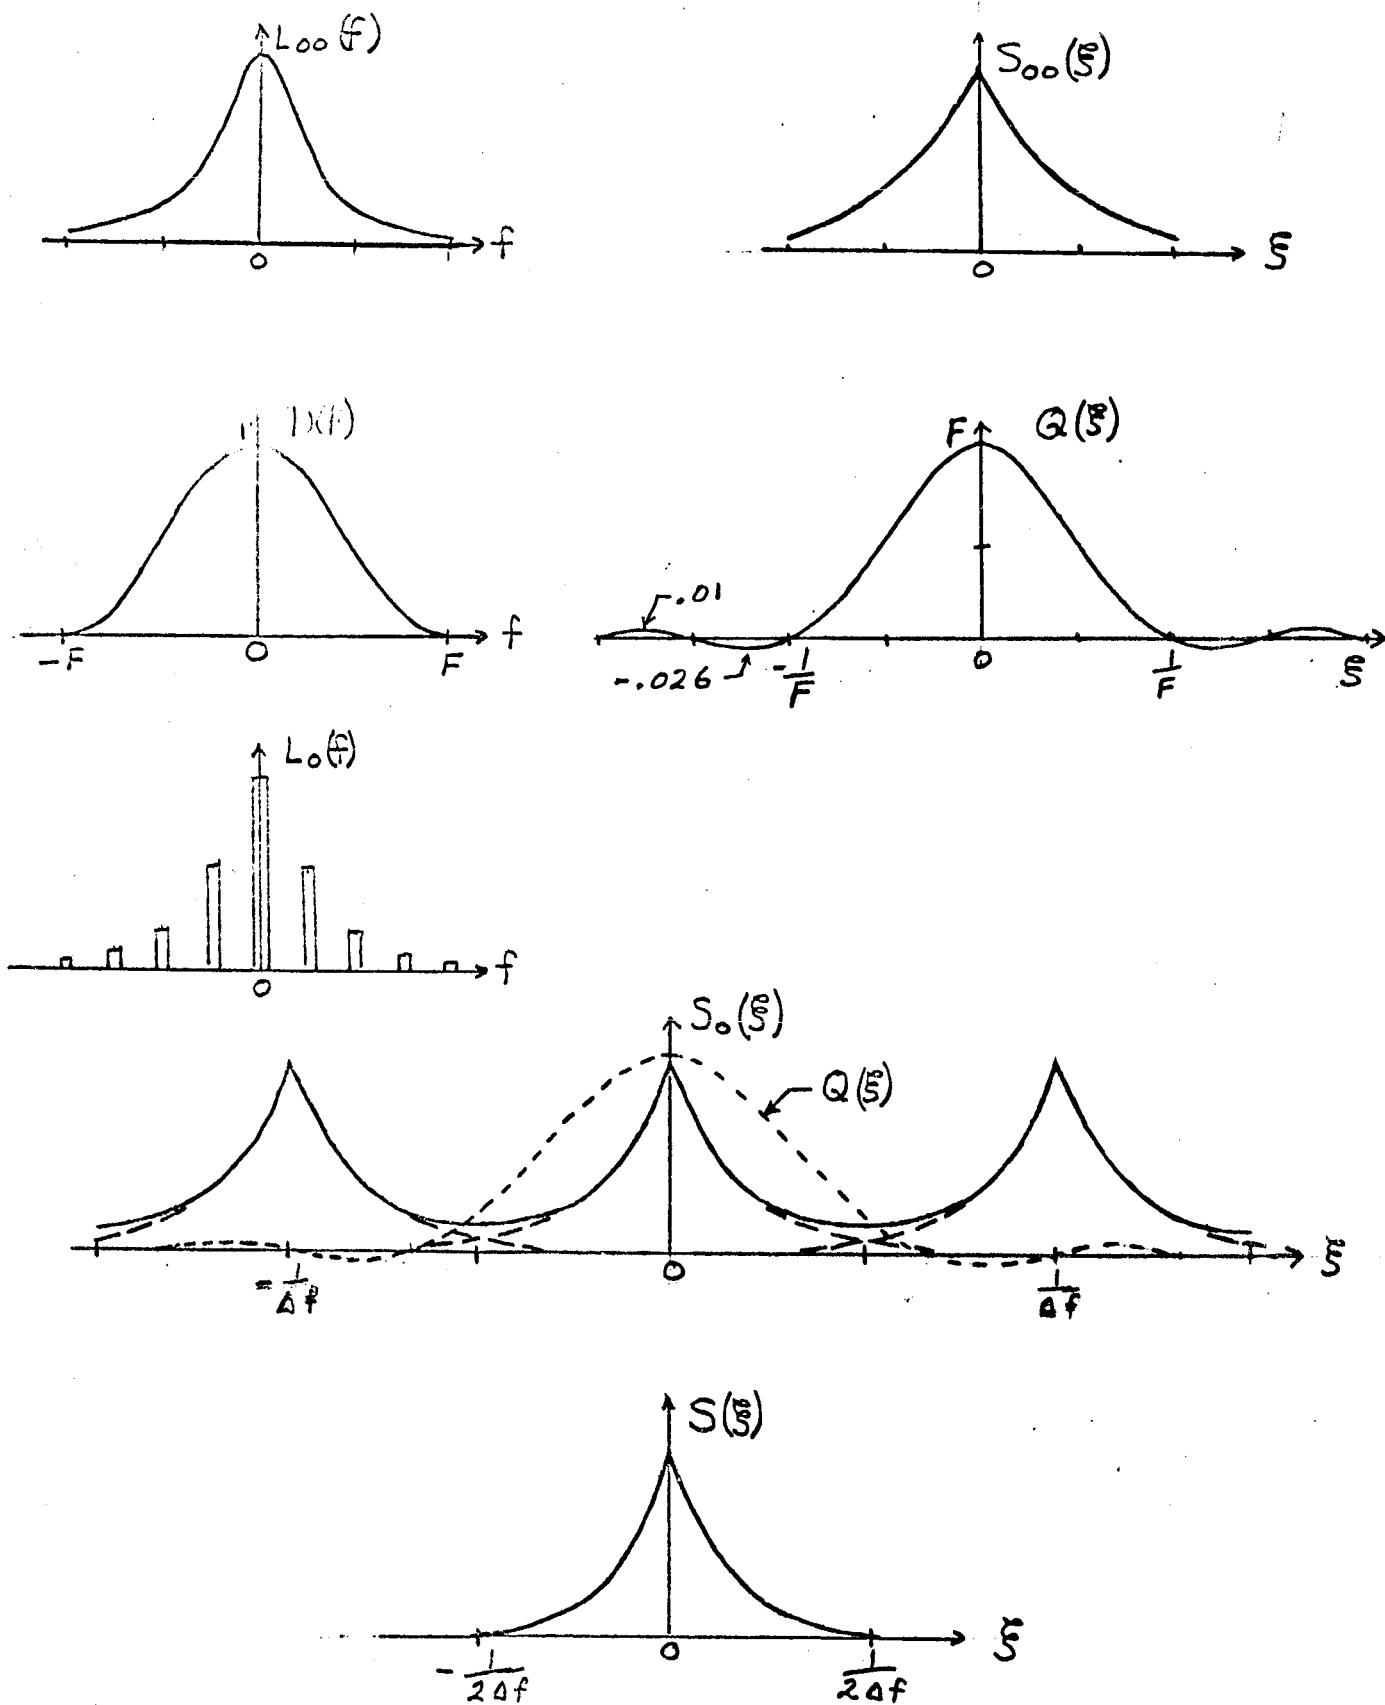 L₀₀(f)
S₀₀(ξ)
f
0
ξ
0
D(f)
F Q(ξ)
.01
-F 0 F f
-.026 -1/F 0 1/F ξ
L₀(f)
f
0
S₀(ξ)
Q(ξ)
-1/Δf 0 1/Δf ξ
S(ξ)
-1/2Δf 0 1/2Δf ξ